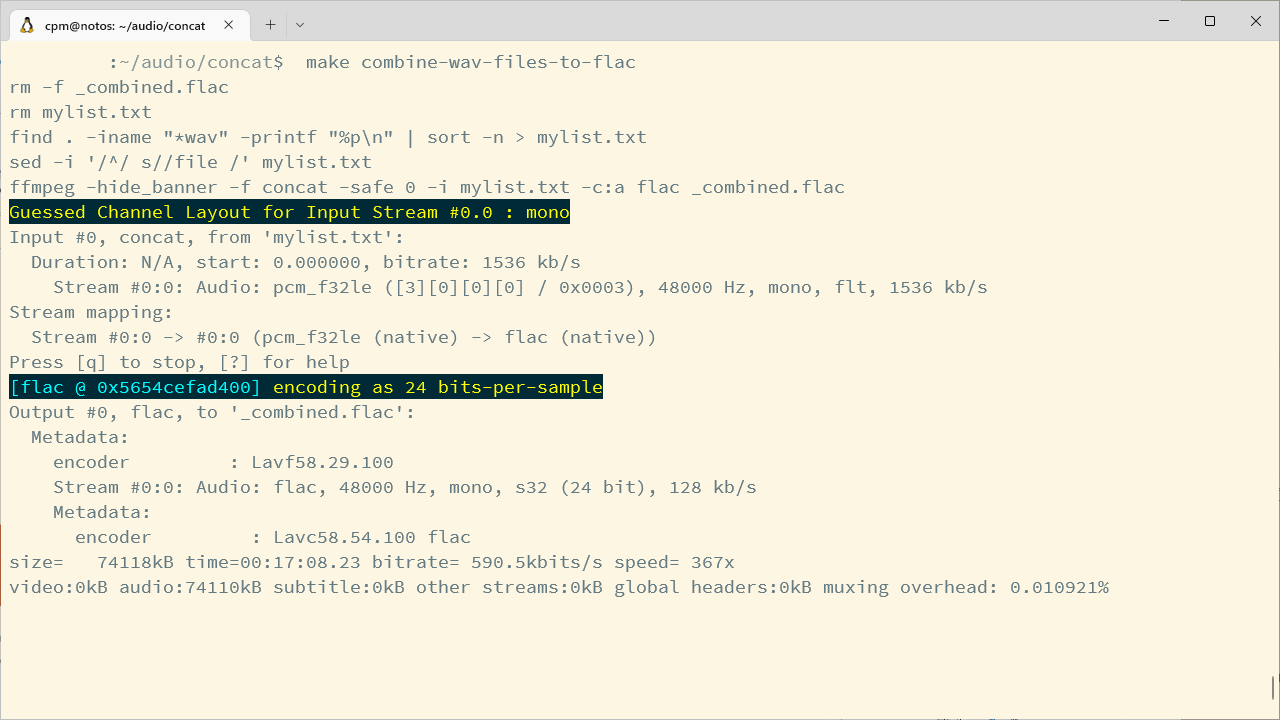 cpm@notos: ~/audio/concat
:~/audio/concat$  make combine-wav-files-to-flac
rm -f _combined.flac
rm mylist.txt
find . -iname "*wav" -printf "%p\n" | sort -n > mylist.txt
sed -i '/^/ s//file /' mylist.txt
ffmpeg -hide_banner -f concat -safe 0 -i mylist.txt -c:a flac _combined.flac
Guessed Channel Layout for Input Stream #0.0 : mono
Input #0, concat, from 'mylist.txt':
  Duration: N/A, start: 0.000000, bitrate: 1536 kb/s
    Stream #0:0: Audio: pcm_f32le ([3][0][0][0] / 0x0003), 48000 Hz, mono, flt, 1536 kb/s
Stream mapping:
  Stream #0:0 -> #0:0 (pcm_f32le (native) -> flac (native))
Press [q] to stop, [?] for help
[flac @ 0x5654cefad400] encoding as 24 bits-per-sample
Output #0, flac, to '_combined.flac':
  Metadata:
    encoder         : Lavf58.29.100
    Stream #0:0: Audio: flac, 48000 Hz, mono, s32 (24 bit), 128 kb/s
    Metadata:
      encoder         : Lavc58.54.100 flac
size=   74118kB time=00:17:08.23 bitrate= 590.5kbits/s speed= 367x
video:0kB audio:74110kB subtitle:0kB other streams:0kB global headers:0kB muxing overhead: 0.010921%